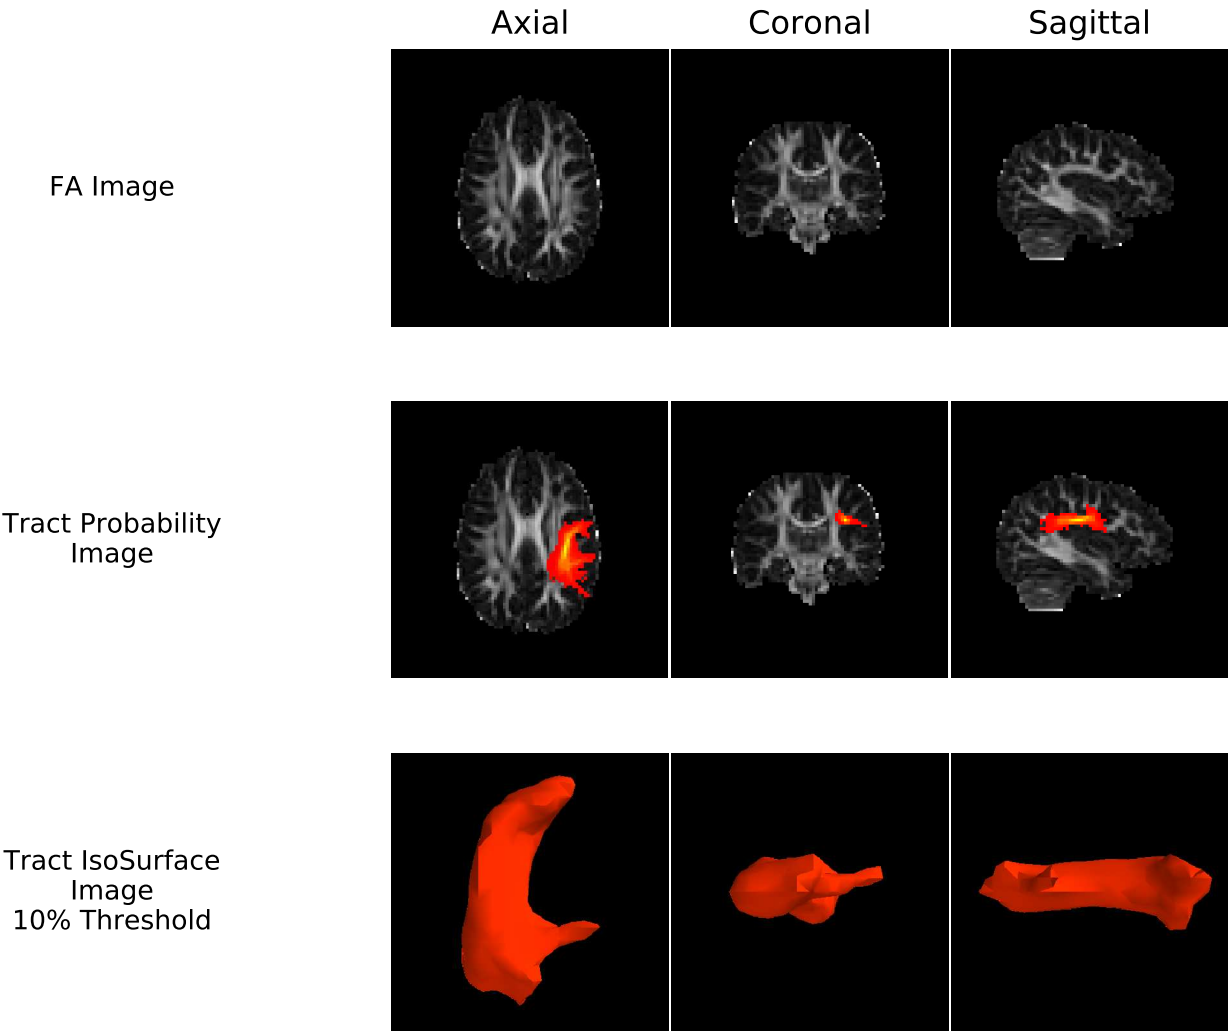 Axial Coronal Sagittal
FA Image
Tract Probability
Image
Tract IsoSurface
Image
10% Threshold